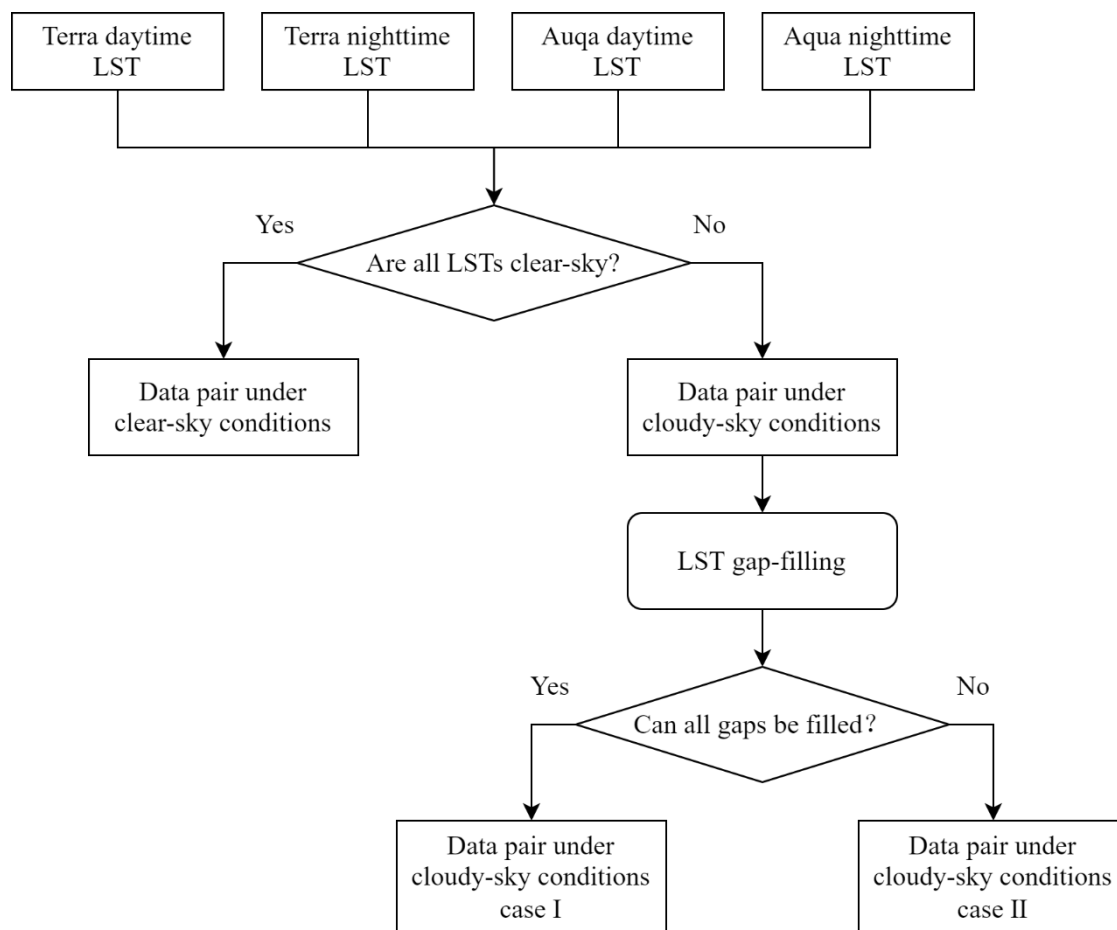 Terra daytime
LST
Terra nighttime
LST
Auqa daytime
LST
Aqua nighttime
LST
Yes
No
Are all LSTs clear-sky?
Data pair under
clear-sky conditions
Data pair under
cloudy-sky conditions
LST gap-filling
Yes
No
Can all gaps be filled?
Data pair under
cloudy-sky conditions
case I
Data pair under
cloudy-sky conditions
case II